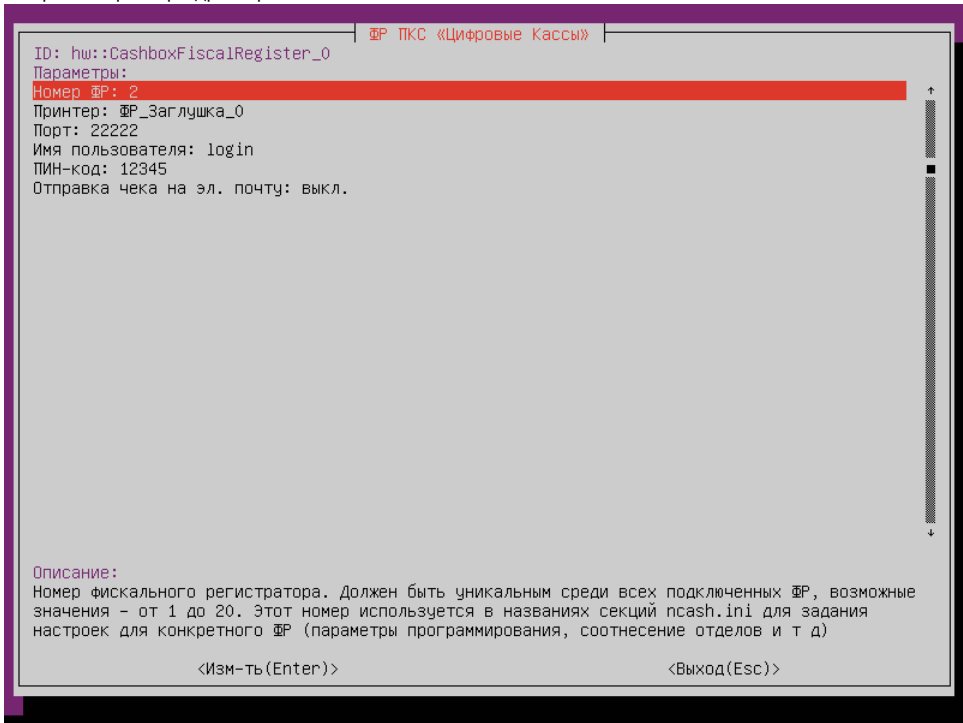 ФР ПКС «Цифровые Кассы»
ID: hw::CashboxFiscalRegister_0
Параметры:
Номер ФР: 2
Принтер: ФР_Заглушка_0
Порт: 22222
Имя пользователя: login
ПИН-код: 12345
Отправка чека на эл. почту: выкл.
Описание:
Номер фискального регистратора. Должен быть уникальным среди всех подключенных ФР, возможные
значения - от 1 до 20. Этот номер используется в названиях секций ncash.ini для задания
настроек для конкретного ФР (параметры программирования, соотнесение отделов и т д)
<Изм-ть(Enter)> <Выход(Esc)>